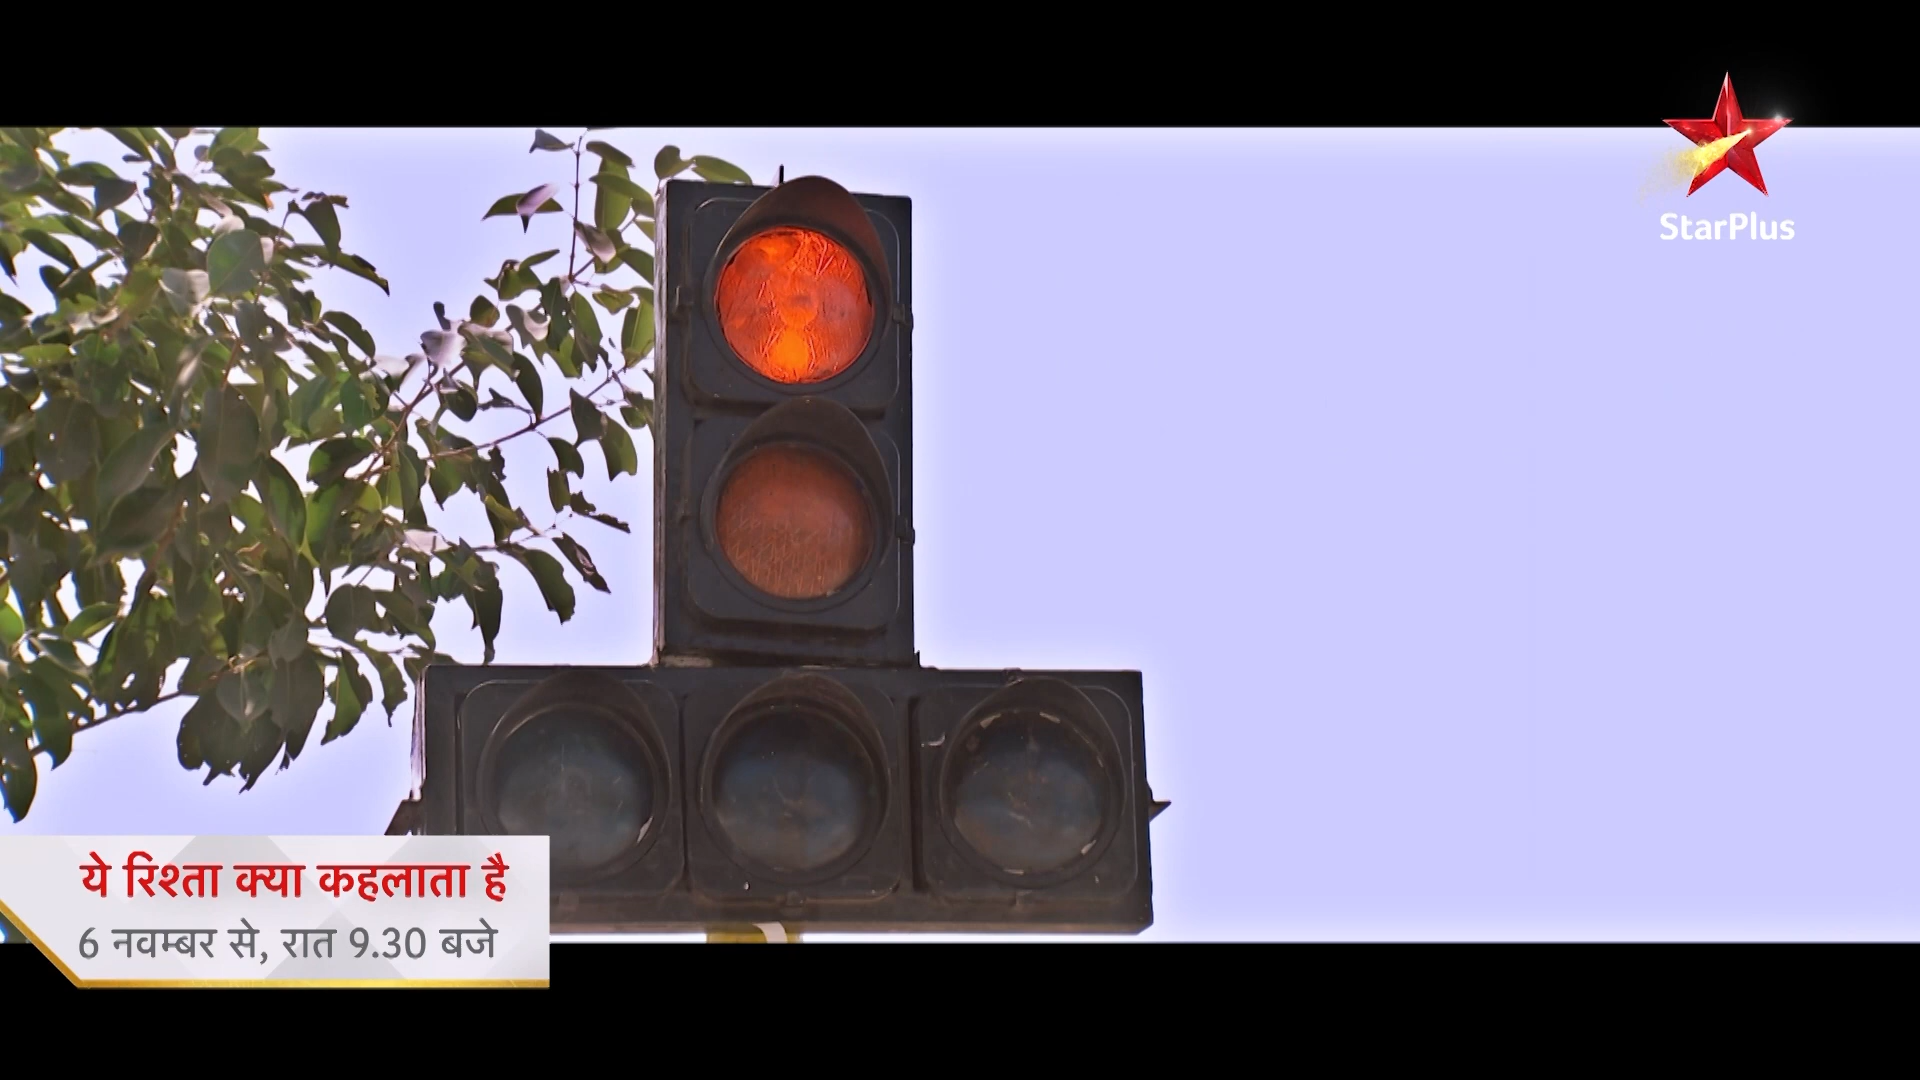 StarPlus
ये रिश्ता क्या कहलाता है
6 नवम्बर से, रात 9.30 बजे